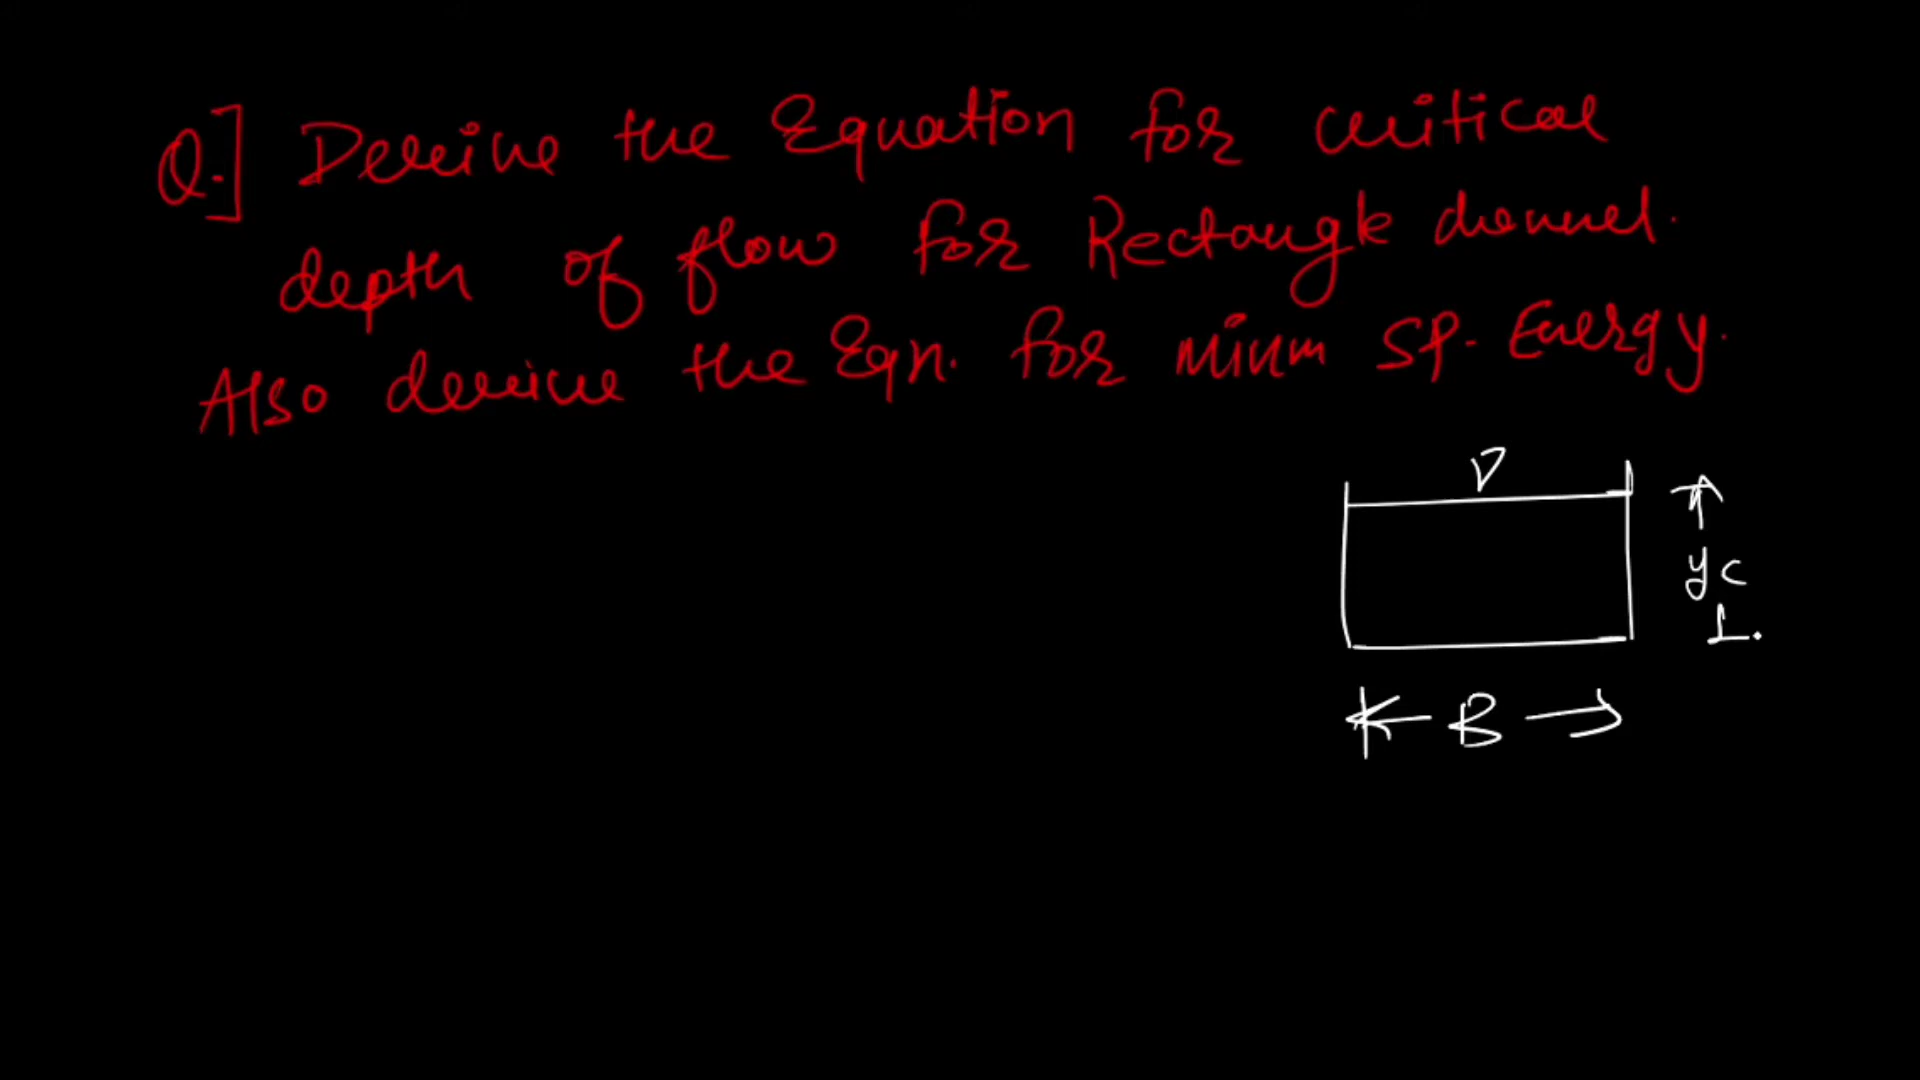 Q.] Derive the Equation for critical
depth of flow for Rectangle channel.
Also derive the Eqn. for minm SP. Energy.
yc
B